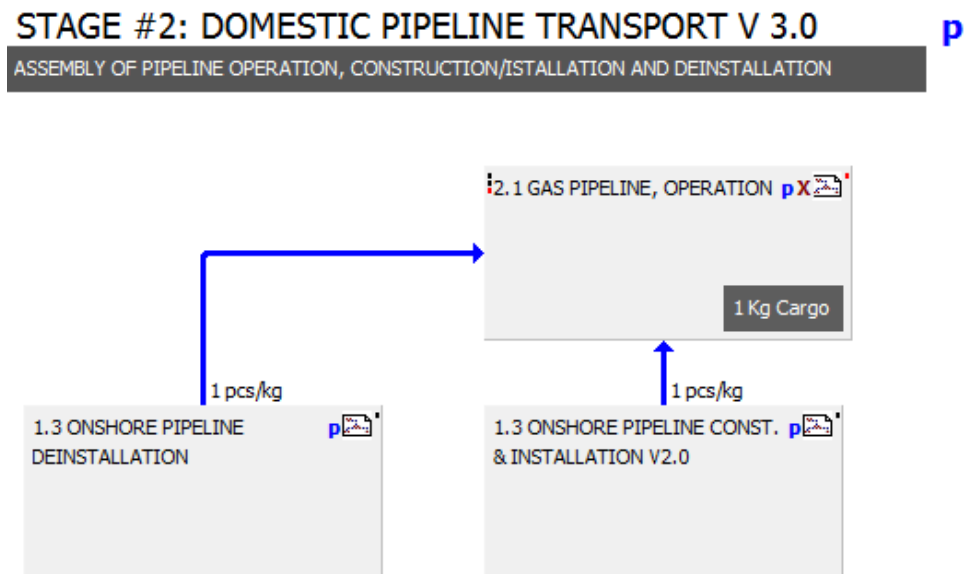 STAGE #2: DOMESTIC PIPELINE TRANSPORT V 3.0 p
ASSEMBLY OF PIPELINE OPERATION, CONSTRUCTION/ISTALLATION AND DEINSTALLATION
2.1 GAS PIPELINE, OPERATION p X
1 Kg Cargo
1 pcs/kg
1 pcs/kg
1.3 ONSHORE PIPELINE p
DEINSTALLATION
1.3 ONSHORE PIPELINE CONST. p
& INSTALLATION V2.0